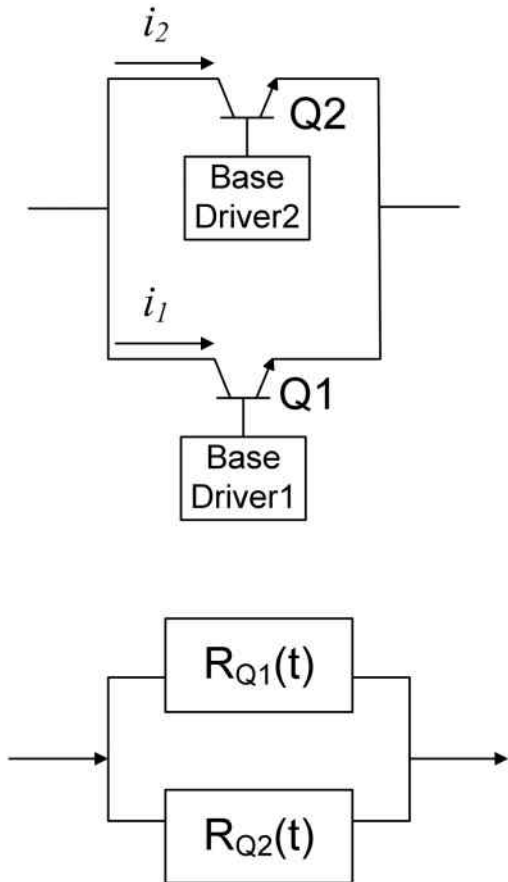 i2
Q2
Base
Driver2
i1
Q1
Base
Driver1
RQ1(t)
RQ2(t)